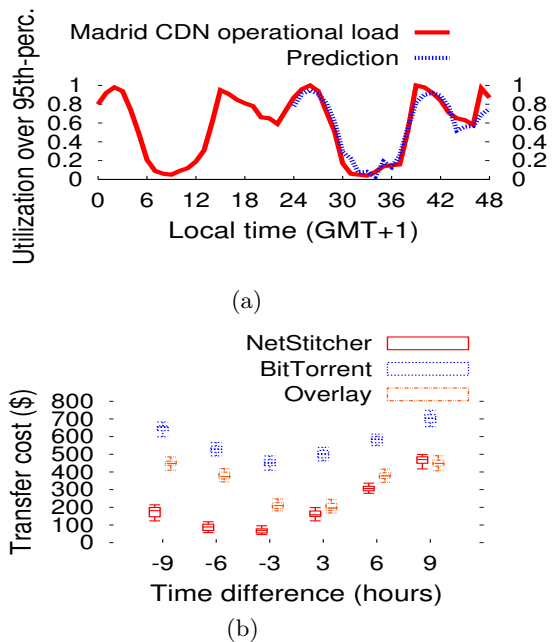 Madrid CDN operational load
Prediction
Utilization over 95th-perc.
1 1
0.8 0.8
0.6 0.6
0.4 0.4
0.2 0.2
0 0
0 6 12 18 24 30 36 42 48
Local time (GMT+1)
(a)
NetStitcher
BitTorrent
Overlay
Transfer cost ($)
800
700
600
500
400
300
200
100
0
-9 -6 -3 3 6 9
Time difference (hours)
(b)